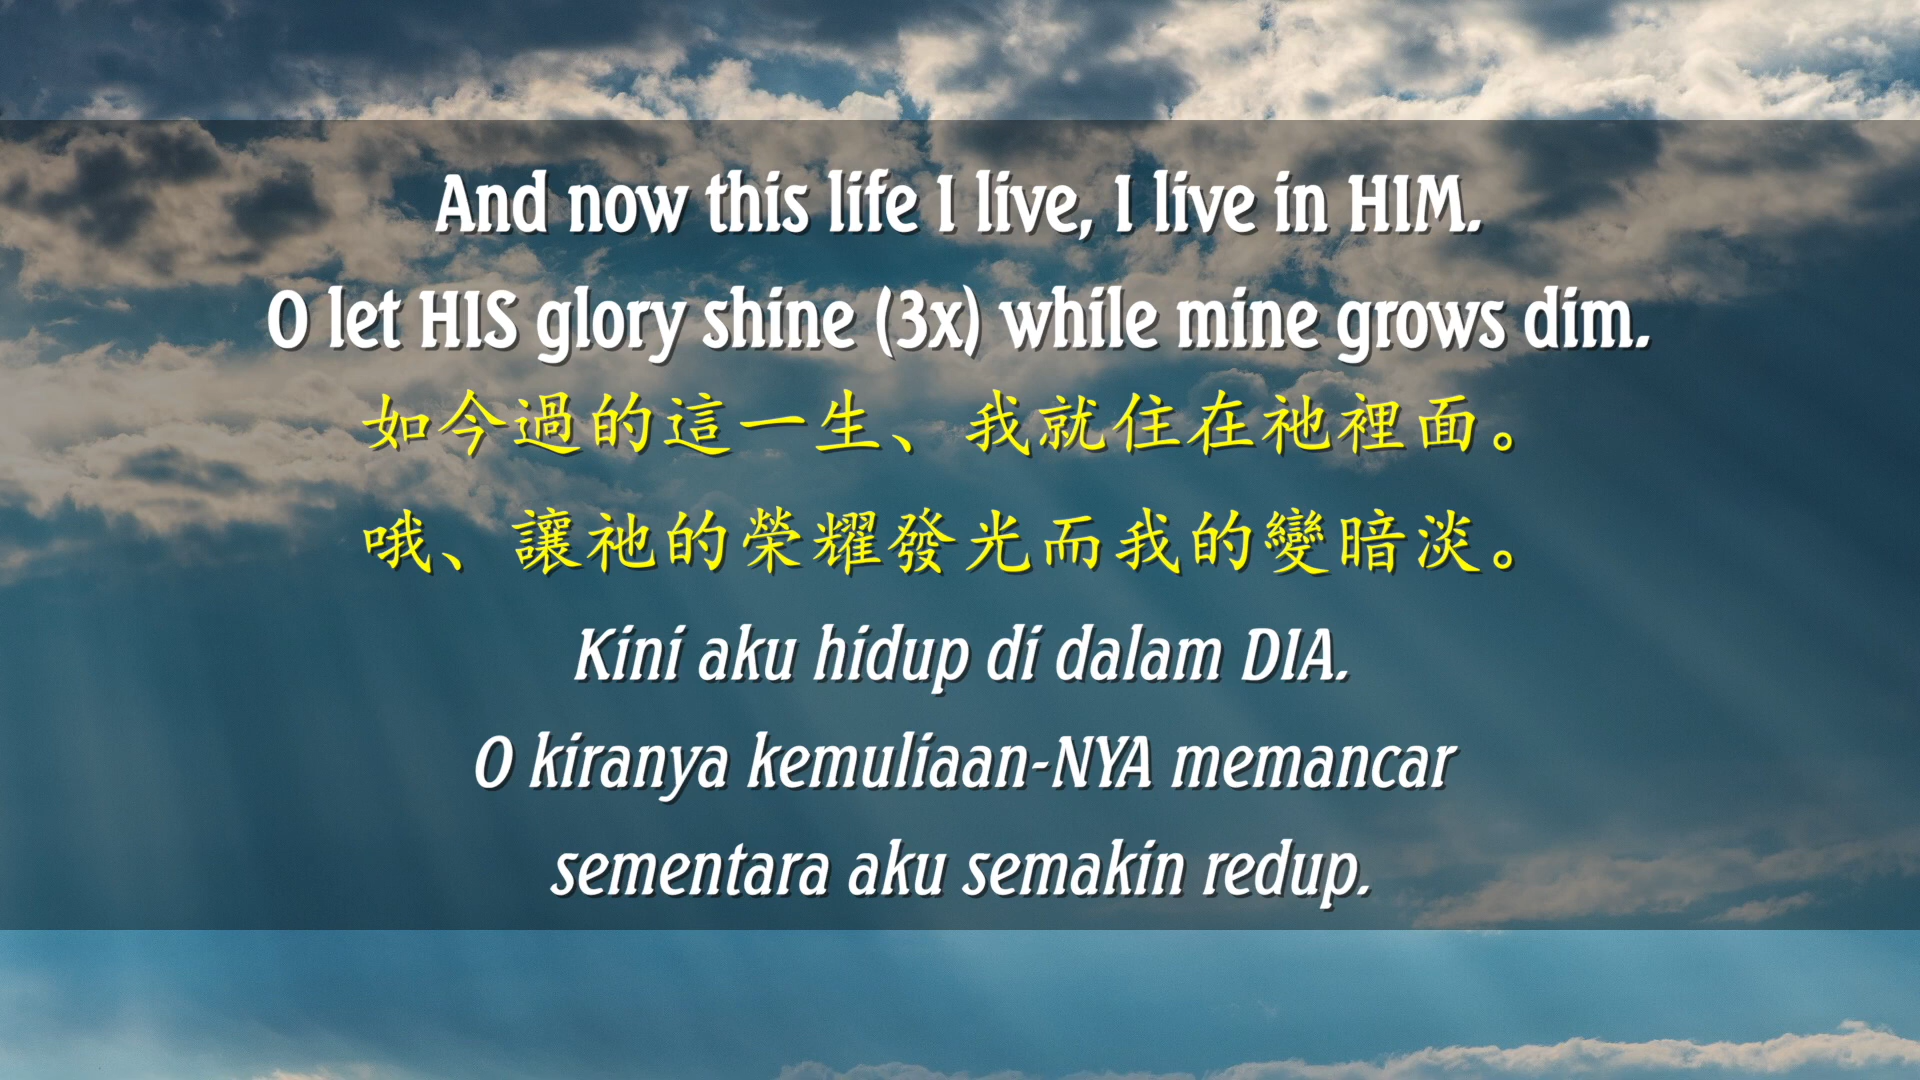 And now this life I live, I live in HIM.
O let HIS glory shine (3x) while mine grows dim.
如今過的這一生、我就住在祂裡面。
哦、讓祂的榮耀發光而我的變暗淡。
Kini aku hidup di dalam DIA.
O kiranya kemuliaan-NYA memancar
sementara aku semakin redup.